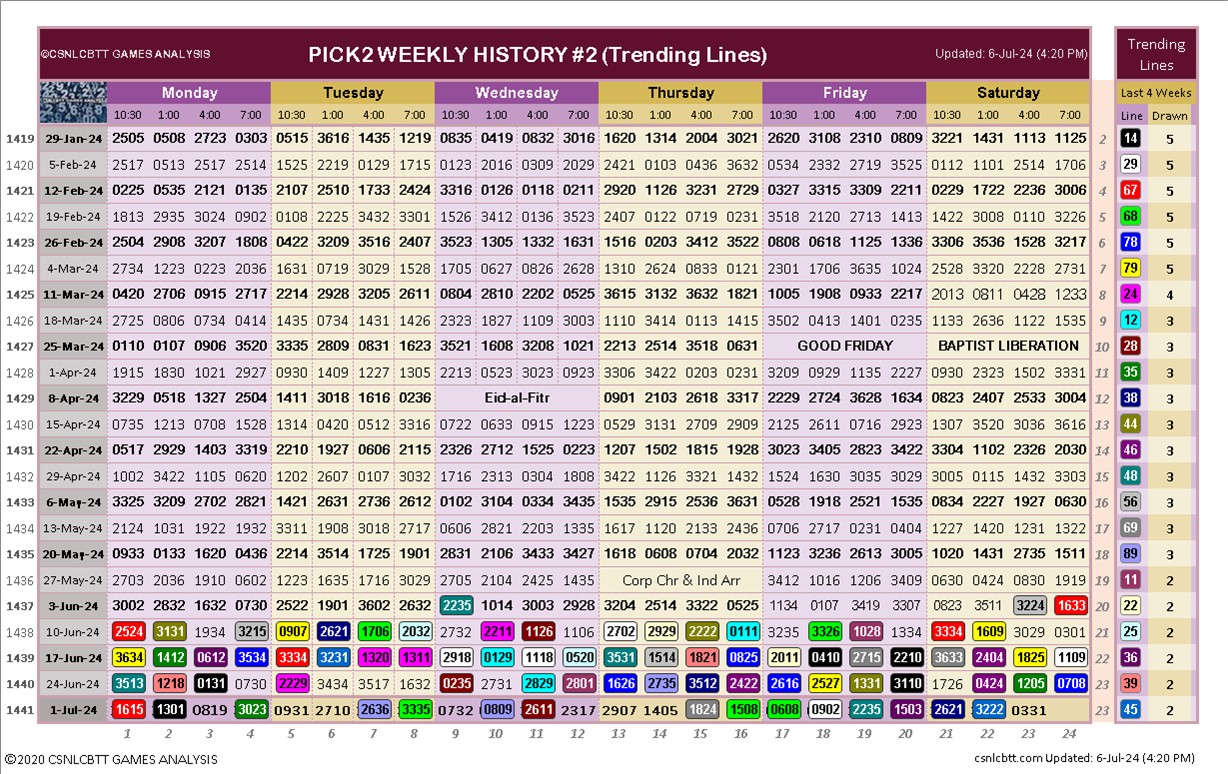 ©CSNLCBTT GAMES ANALYSIS PICK2 WEEKLY HISTORY #2 (Trending Lines) Updated: 6-Jul-24 (4:20 PM) Trending Lines
Monday Tuesday Wednesday Thursday Friday Saturday Last 4 Weeks
10:30 1:00 4:00 7:00 10:30 1:00 4:00 7:00 10:30 1:00 4:00 7:00 10:30 1:00 4:00 7:00 10:30 1:00 4:00 7:00 10:30 1:00 4:00 7:00 Line Drawn
1419 29-Jan-24 2505 0508 2723 0303 0515 3616 1435 1219 0835 0419 0832 3016 1620 1314 2004 3021 2620 3108 2310 0809 3221 1431 1113 1125 2 14 5
1420 5-Feb-24 2517 0513 2517 2514 1525 2219 0129 1715 0123 2016 0309 2029 2421 0103 0436 3632 0534 2332 2719 3525 0112 1101 2514 1706 3 29 5
1421 12-Feb-24 0225 0535 2121 0135 2107 2510 1733 2424 3316 0126 0118 0211 2920 1126 3231 2729 0327 3315 3309 2211 0229 1722 2236 3006 4 67 5
1422 19-Feb-24 1813 2935 3024 0902 0108 2225 3432 3301 1526 3412 0136 3523 2407 0122 0719 0231 3518 2120 2713 1413 1422 3008 0110 3226 5 68 5
1423 26-Feb-24 2504 2908 3207 1808 0422 3209 3516 2407 3523 1305 1332 1631 1516 0203 3412 3522 0808 0618 1125 1336 3306 3536 1528 3217 6 78 5
1424 4-Mar-24 2734 1223 0223 2036 1631 0719 3029 1523 1705 0627 0826 2628 1310 2624 0833 0121 2301 1706 3635 1024 2528 3320 2228 2731 7 79 5
1425 11-Mar-24 0420 2706 0915 2717 2214 2928 3205 2617 0804 2810 2202 0525 3615 3132 3632 1821 1005 1908 0933 2217 2013 0811 0428 1233 8 24 4
1426 18-Mar-24 2725 0806 0734 0414 1435 0734 1431 1426 2323 1827 1109 3003 1110 3414 0113 1415 3502 0413 1401 0235 1133 2636 1122 1535 9 12 3
1427 25-Mar-24 0110 0107 0906 3520 3335 2809 0831 1623 3521 1608 3208 1021 2213 2514 3518 0631 GOOD FRIDAY BAPTIST LIBERATION 10 28 3
1428 1-Apr-24 1915 1830 1021 2927 0930 1409 1227 1305 2213 0523 3023 0923 3306 3422 0203 0231 3209 0929 1135 2227 0930 2323 1502 3331 11 35 3
1429 8-Apr-24 3229 0518 1327 2504 1411 3018 1616 0236 Eid-al-Fitr 0901 2103 2618 3317 2229 2724 3628 1634 0823 2407 2533 3004 12 38 3
1430 15-Apr-24 0735 1213 0708 1528 1314 0420 0512 3316 0722 0633 0915 1223 0529 3131 2709 2909 2125 2611 0716 2923 1307 3520 3036 3616 13 44 3
1431 22-Apr-24 0517 2929 1403 3319 2210 1927 0606 2119 2326 2713 1525 0223 1207 1502 1815 1928 3023 3405 2823 3422 3304 1102 2326 2030 14 46 3
1432 29-Apr-24 1002 3422 1105 0620 1202 2607 0107 3033 1716 2313 0304 1808 3422 1126 3321 1432 1524 1630 3035 3029 3005 0115 1432 3303 15 48 3
1433 6-May-24 3325 3209 2702 2821 1421 2631 2736 2612 0102 3104 0334 3435 1535 2915 2536 3631 0528 1918 2521 1535 0834 2227 1927 0630 16 56 3
1434 13-May-24 2124 1031 1922 1932 3311 1908 3018 2717 0606 2821 2203 1335 1617 1120 2133 2436 0706 2717 0231 0404 1227 1420 1231 1322 17 69 3
1435 20-May-24 0933 0133 1620 0436 2214 3514 1725 1901 2831 2106 3433 3427 1618 0608 0704 2032 1123 3236 2613 3005 1020 1431 2735 1511 18 89 3
1436 27-May-24 2703 2036 1910 0602 1223 1635 1716 3029 2705 2104 2425 1435 Corp Chr & Ind Arr 3412 1016 1206 3409 0630 0424 0830 1919 19 11 2
1437 3-Jun-24 3002 2832 1632 0730 2522 1901 3602 2632 2235 1014 3003 2928 3204 2514 3322 0525 1134 0107 3419 3307 0823 3511 3224 1633 20 22 2
1438 10-Jun-24 2524 3131 1934 3215 0907 2621 1706 2032 2732 2211 1126 1106 2702 2929 2222 0111 3235 3326 1028 1334 3334 1609 3029 0301 21 25 2
1439 17-Jun-24 3634 1412 0612 3534 3334 3231 1320 1311 2918 0129 1118 0520 3531 1514 1821 0825 2011 0410 2715 2210 3633 2404 1825 1109 22 36 2
1440 24-Jun-24 3513 1218 0131 0730 2229 3434 3517 1632 0235 2731 2829 2801 1626 2735 3512 2422 2616 2527 1331 3110 1726 0424 1205 0708 23 39 2
1441 1-Jul-24 1615 1301 0819 3023 0931 2710 2636 3335 0732 0809 2611 2317 2907 1405 1824 1508 0608 0902 2235 1503 2621 3222 0331 23 45 2
1 2 3 4 5 6 7 8 9 10 11 12 13 14 15 16 17 18 19 20 21 22 23 24
©2020 CSNLCBTT GAMES ANALYSIS csnlcbtt.com Updated: 6-Jul-24 (4:20 PM)